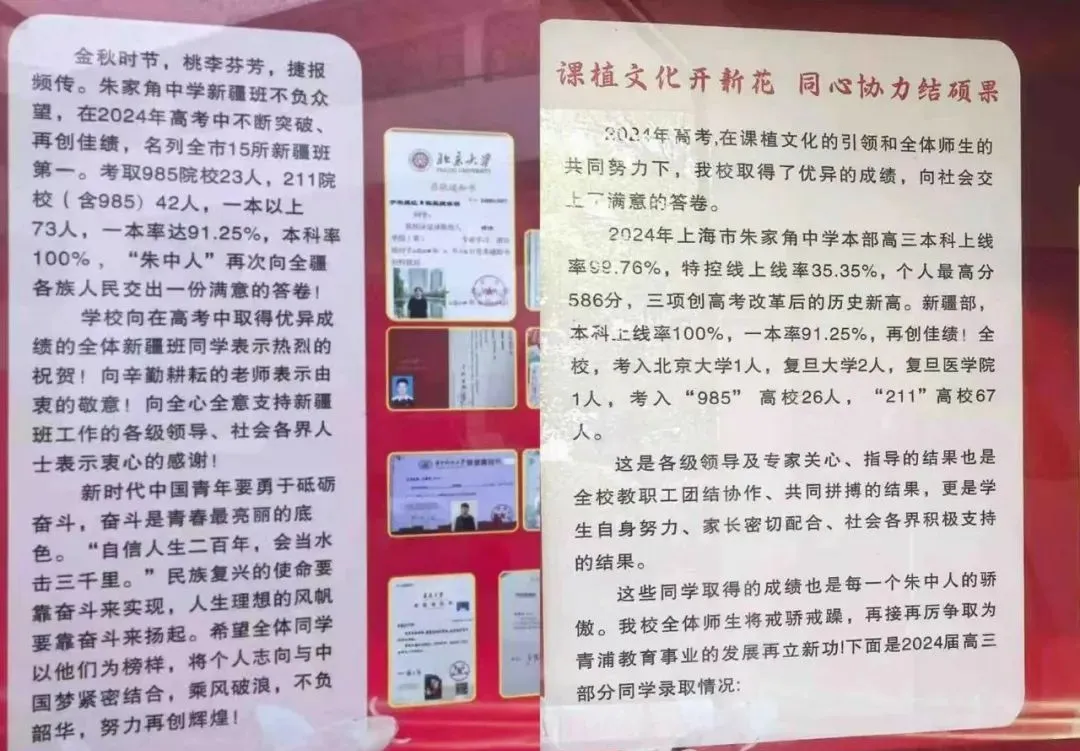 金秋时节，桃李芬芳，捷报
频传。朱家角中学新疆班不负众
望，在2024年高考中不断突破、
再创佳绩，名列全市15所新疆班
第一。考取985院校23人，211院
校（含985）42人，一本以上
73人，一本率达91.25%，本科率
100%，“朱中人”再次向全疆
各族人民交出一份满意的答卷！
学校向在高考中取得优异成
绩的全体新疆班同学表示热烈的
祝贺！向辛勤耕耘的老师表示由
衷的敬意！向全心全意支持新疆
班工作的各级领导、社会各界人
士表示衷心的感谢！
新时代中国青年要勇于砥砺
奋斗，奋斗是青春最亮丽的底
色。“自信人生二百年，会当水
击三千里。”民族复兴的使命要
靠奋斗来实现，人生理想的风帆
要靠奋斗来扬起。希望全体同学
以他们为榜样，将个人志向与中
国梦紧密结合，乘风破浪，不负
韶华，努力再创辉煌！
北京大学
课植文化开新花 同心协力结硕果
2024年高考,在课植文化的引领和全体师生的
共同努力下，我校取得了优异的成绩，向社会交
上了满意的答卷。
2024年上海市朱家角中学本部高三本科上线
率99.76%，特控线上线率35.35%，个人最高分
586分，三项创高考改革后的历史新高。新疆部，
本科上线率100%，一本率91.25%，再创佳绩！全
校，考入北京大学1人，复旦大学2人，复旦医学院
1人，考入“985”高校26人，“211”高校67
人。
这是各级领导及专家关心、指导的结果也是
全校教职工团结协作、共同拼搏的结果，更是学
生自身努力、家长密切配合、社会各界积极支持
的结果。
这些同学取得的成绩也是每一个朱中人的骄
傲。我校全体师生将戒骄戒躁，再接再厉争取为
青浦教育事业的发展再立新功!下面是2024届高三
部分同学录取情况: